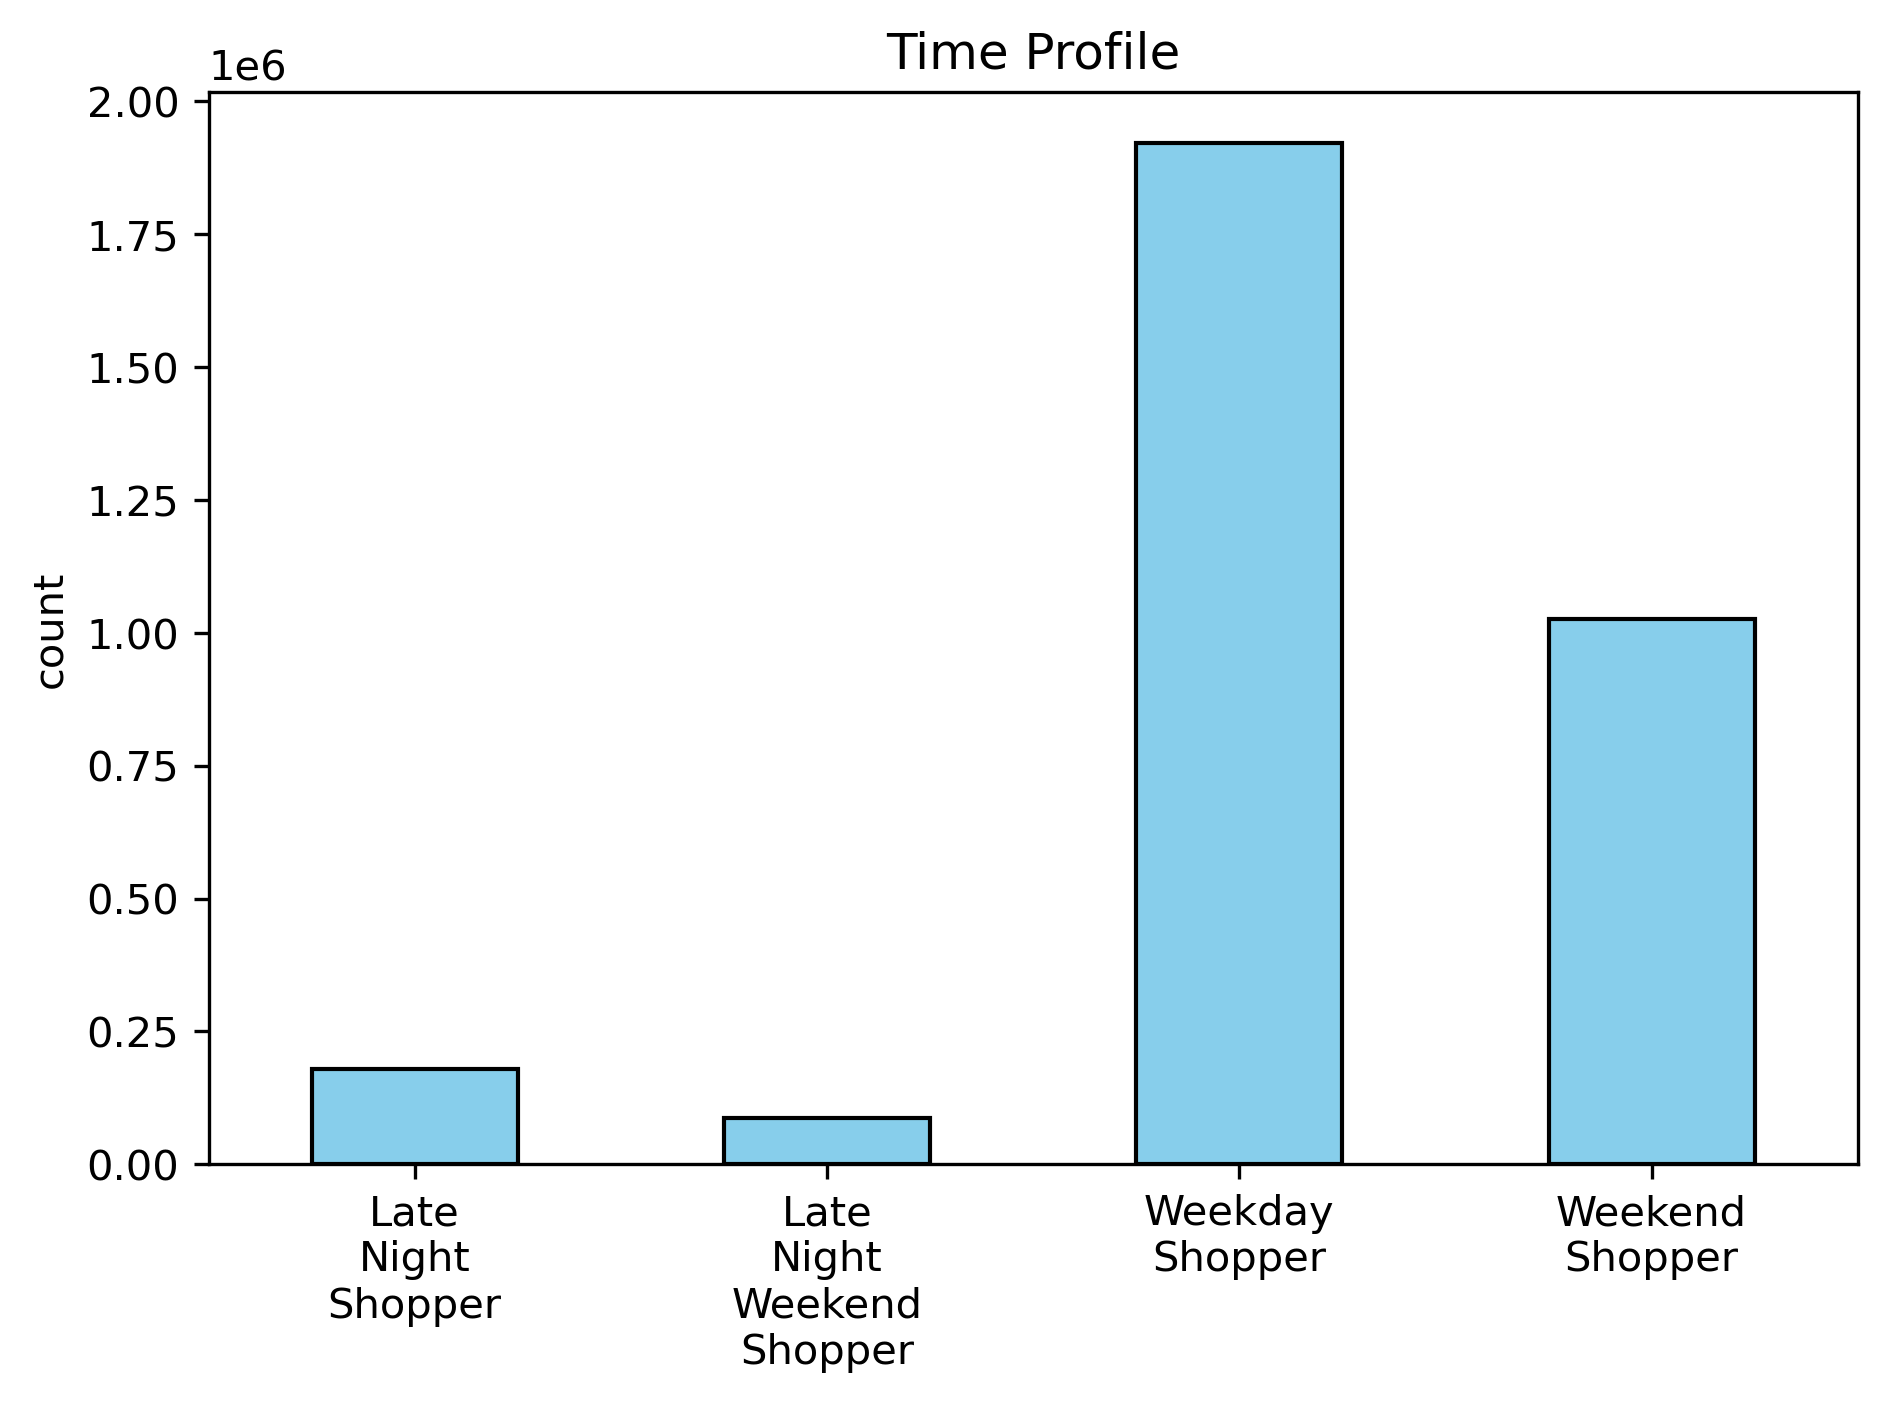 Time Profile
1e6
2.00
1.75
1.50
1.25
1.00
0.75
0.50
0.25
0.00
count
Late
Night
Shopper
Late
Night
Weekend
Shopper
Weekday
Shopper
Weekend
Shopper